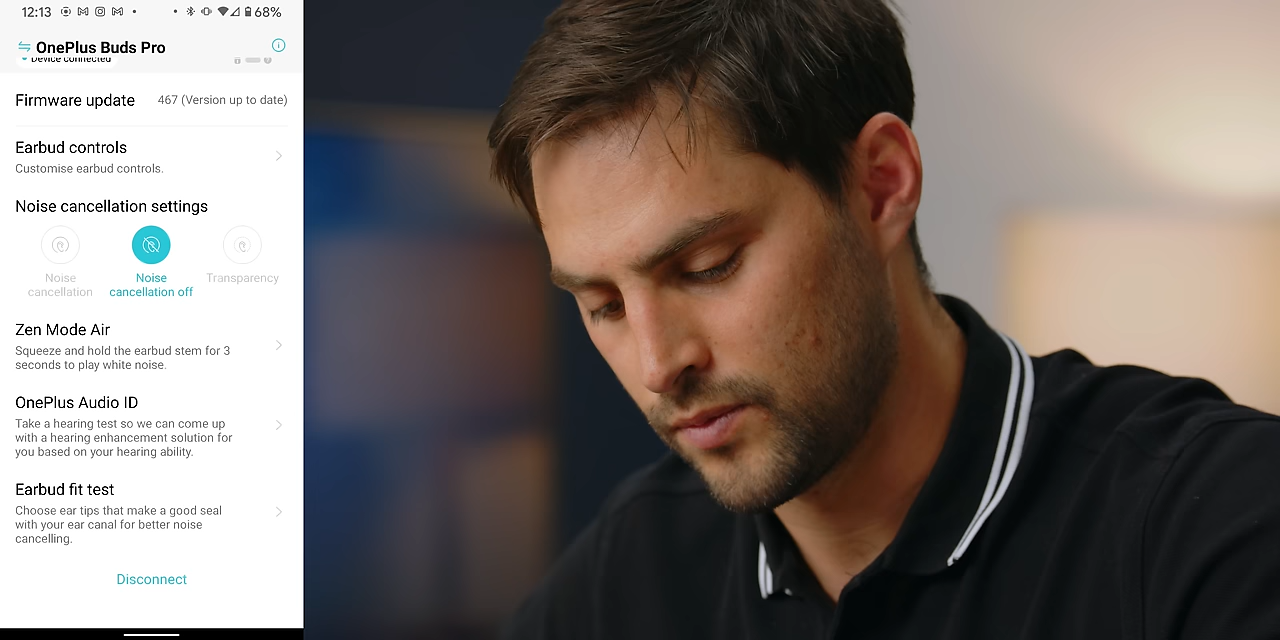 12:13 68%
OnePlus Buds Pro
Device connected
Firmware update 467 (Version up to date)
Earbud controls
Customise earbud controls.
Noise cancellation settings
Noise cancellation
Noise cancellation off
Transparency
Zen Mode Air
Squeeze and hold the earbud stem for 3
seconds to play white noise.
OnePlus Audio ID
Take a hearing test so we can come up
with a hearing enhancement solution for
you based on your hearing ability.
Earbud fit test
Choose ear tips that make a good seal
with your ear canal for better noise
cancelling.
Disconnect